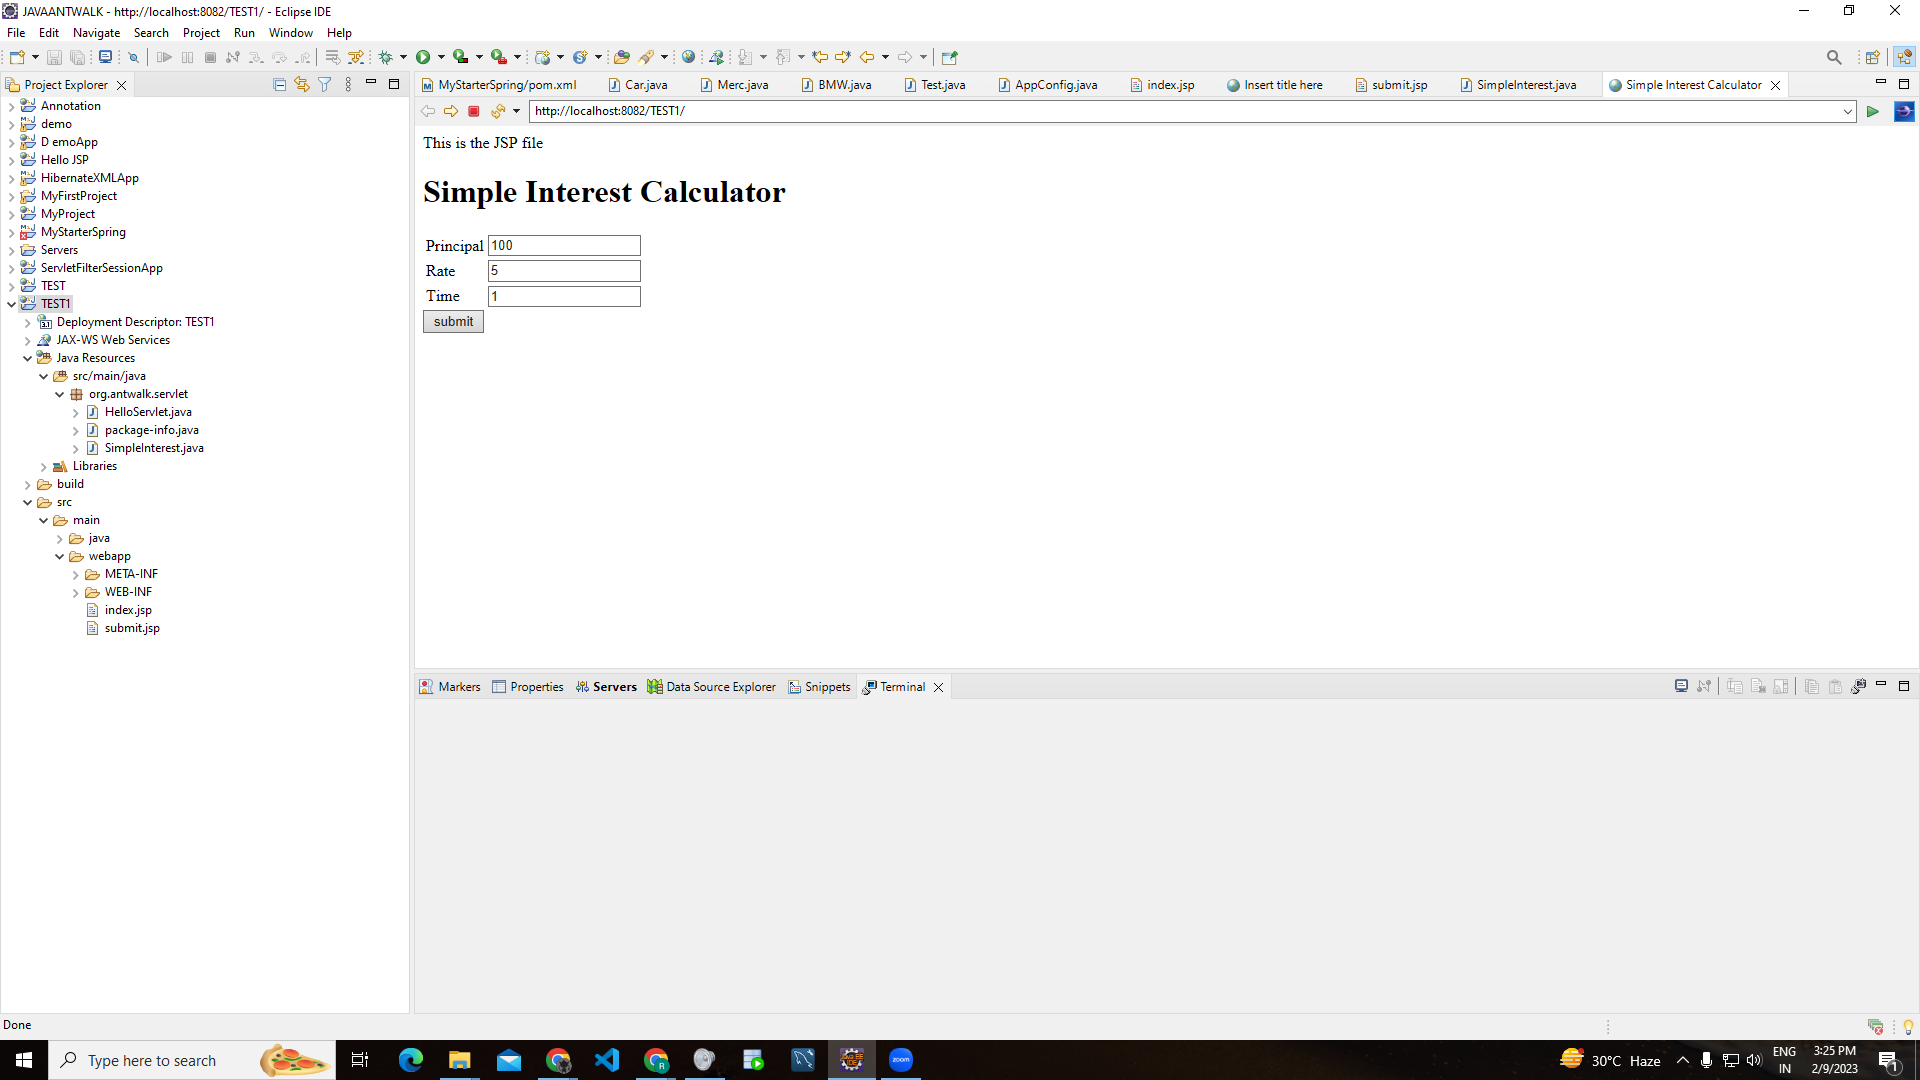 JAVAANTWALK - http://localhost:8082/TEST1/ - Eclipse IDE
File Edit Navigate Search Project Run Window Help
Project Explorer
MyStarterSpring/pom.xml Car.java Merc.java BMW.java Test.java AppConfig.java index.jsp Insert title here submit.jsp SimpleInterest.java Simple Interest Calculator
http://localhost:8082/TEST1/
Annotation
demo
D emoApp
Hello JSP
HibernateXMLApp
MyFirstProject
MyProject
MyStarterSpring
Servers
ServletFilterSessionApp
TEST
TEST1
Deployment Descriptor: TEST1
JAX-WS Web Services
Java Resources
src/main/java
org.antwalk.servlet
HelloServlet.java
package-info.java
SimpleInterest.java
Libraries
build
src
main
java
webapp
META-INF
WEB-INF
index.jsp
submit.jsp
This is the JSP file
Simple Interest Calculator
Principal 100
Rate 5
Time 1
submit
Markers Properties Servers Data Source Explorer Snippets Terminal
Done
Type here to search
zoom
30°C Haze
ENG
IN
3:25 PM
2/9/2023
1